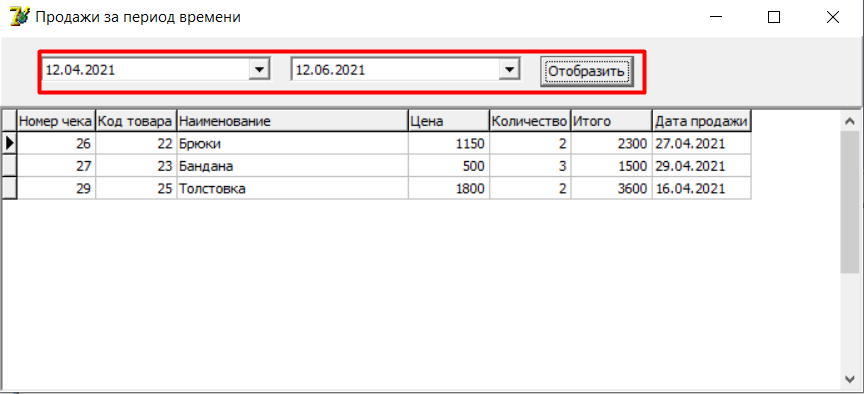 Продажи за период времени
12.04.2021 12.06.2021 Отобразить
Номер чека Код товара Наименование Цена Количество Итого Дата продажи
26 22 Брюки 1150 2 2300 27.04.2021
27 23 Бандана 500 3 1500 29.04.2021
29 25 Толстовка 1800 2 3600 16.04.2021